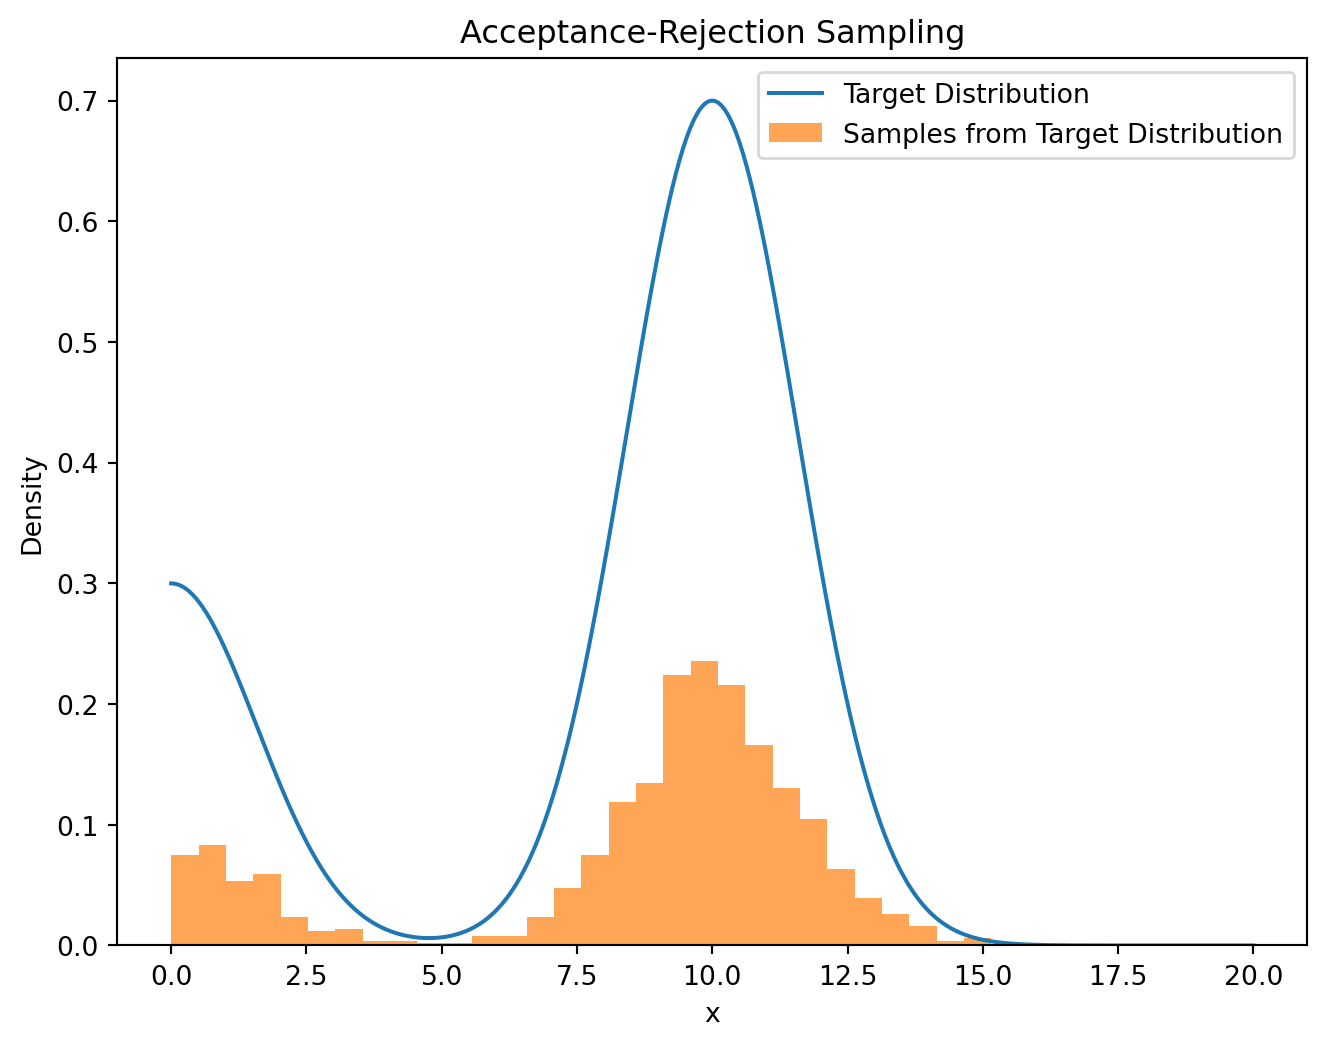 Acceptance-Rejection Sampling
Target Distribution
Samples from Target Distribution
0.7
0.6
0.5
0.4
0.3
0.2
0.1
0.0
Density
0.0 2.5 5.0 7.5 10.0 12.5 15.0 17.5 20.0
x